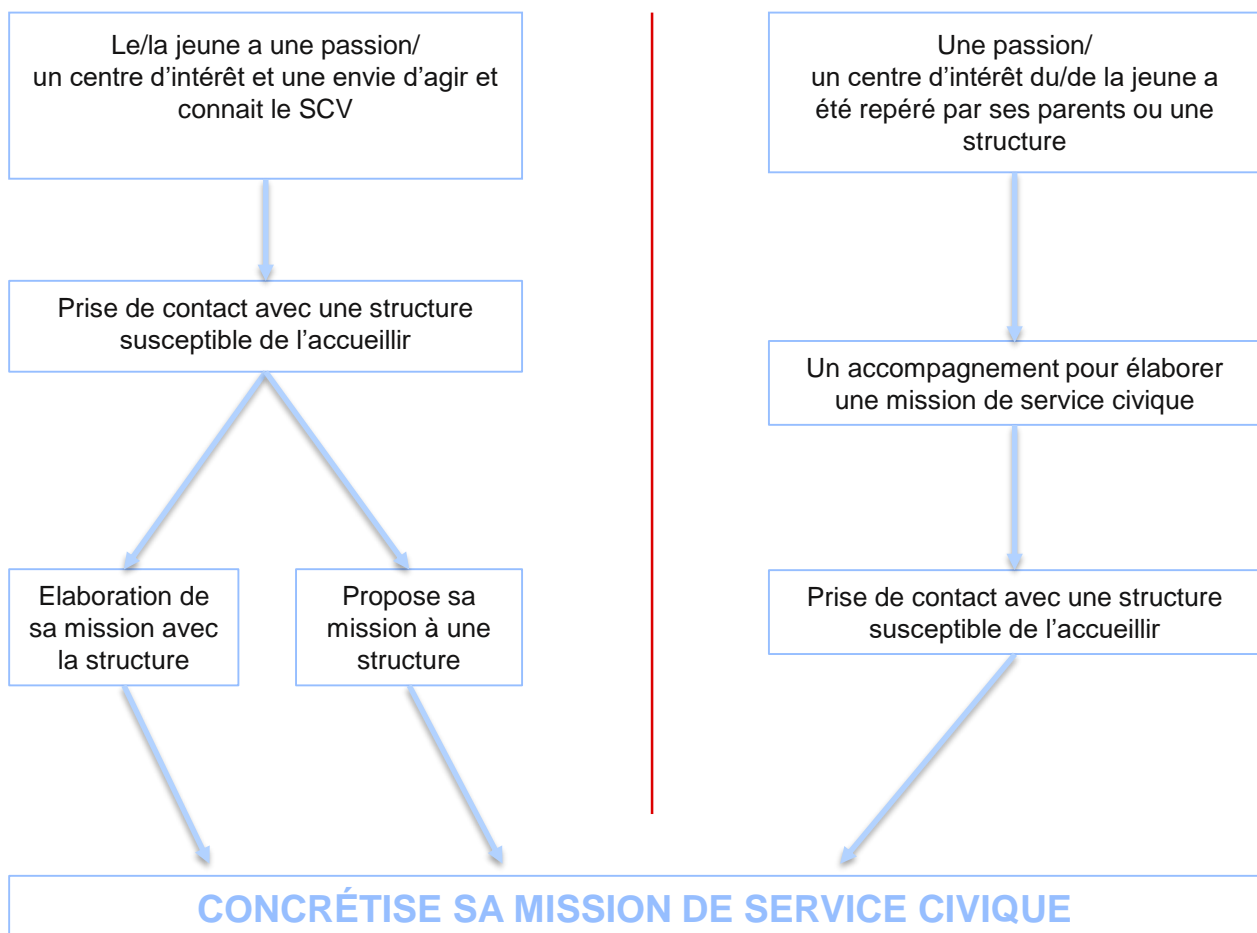 Le/la jeune a une passion/
un centre d’intérêt et une envie d’agir et
connait le SCV
Prise de contact avec une structure
susceptible de l’accueillir
Elaboration de
sa mission avec
la structure
Propose sa
mission à une
structure
Une passion/
un centre d’intérêt du/de la jeune a
été repéré par ses parents ou une
structure
Un accompagnement pour élaborer
une mission de service civique
Prise de contact avec une structure
susceptible de l’accueillir
CONCRÉTISE SA MISSION DE SERVICE CIVIQUE